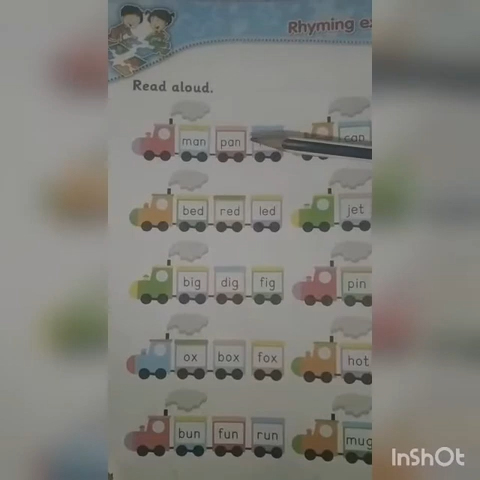 Rhyming
Read aloud.
man pan can
bed red led jet
big dig fig pin
ox box fox hot
bun fun run mug
InShOt